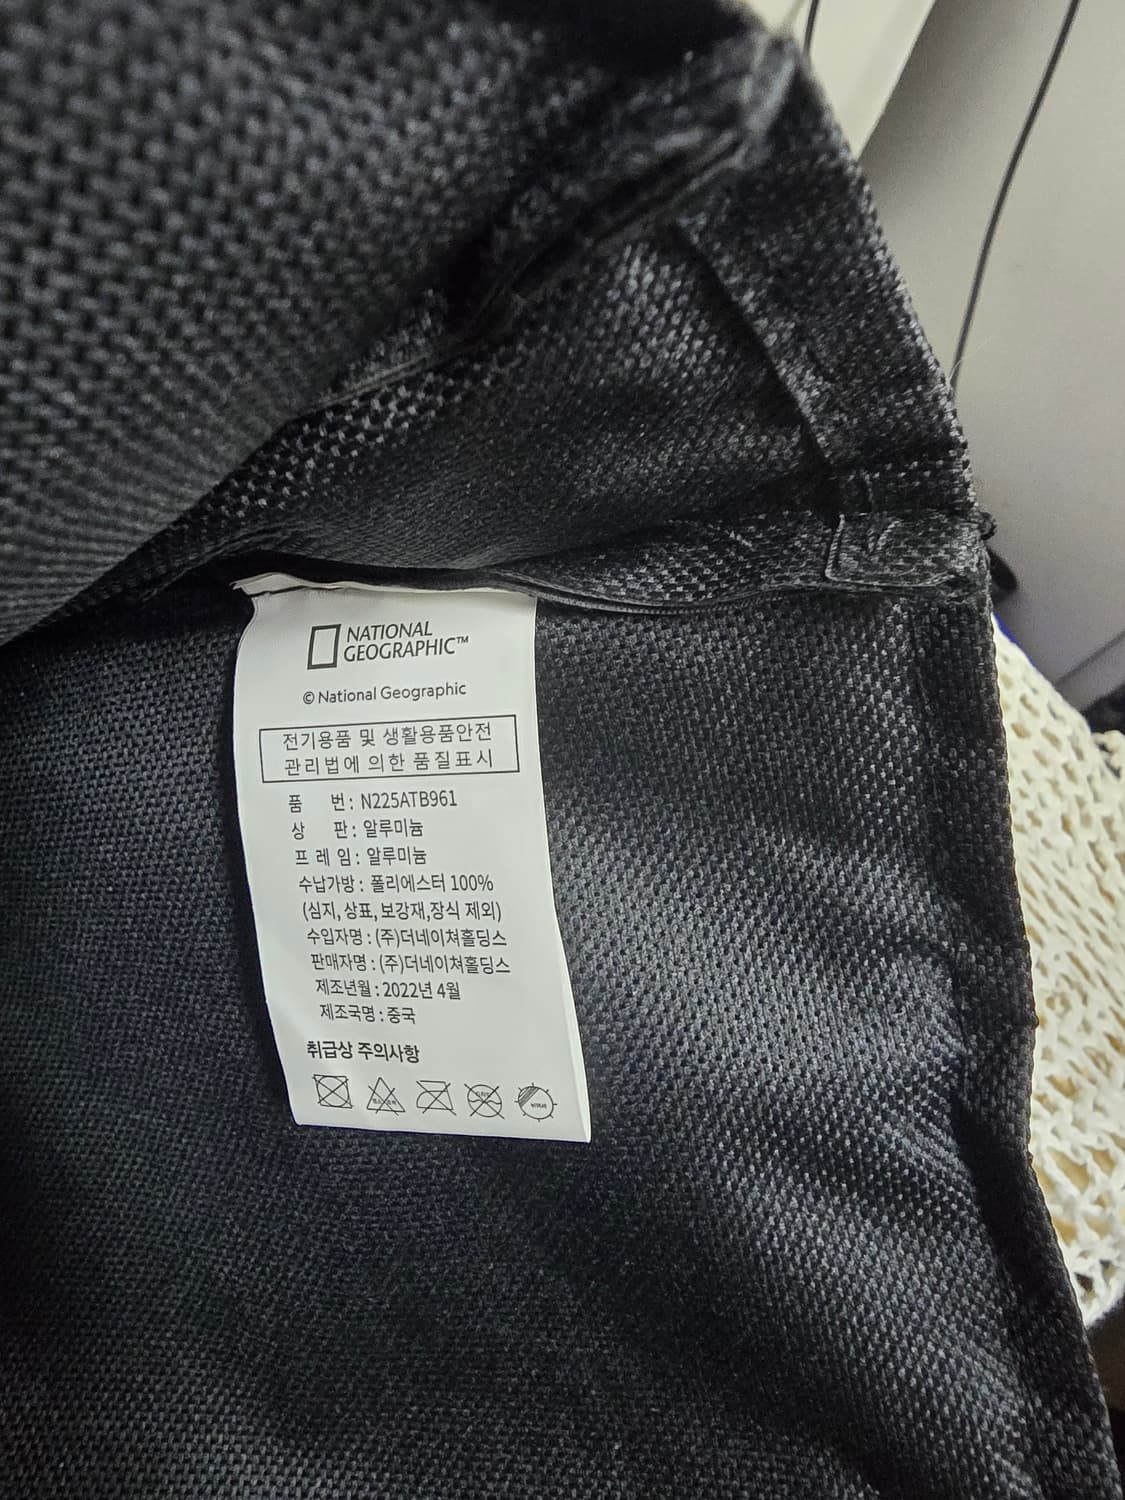 NATIONAL
GEOGRAPHIC™
© National Geographic
전기용품 및 생활용품안전
관리법에 의한 품질표시
품 번 : N225ATB961
상 판 : 알루미늄
프 레 임 : 알루미늄
수납가방 : 폴리에스터 100%
(심지,상표,보강재,장식 제외)
수입자명 : (주)더네이쳐홀딩스
판매자명 : (주)더네이쳐홀딩스
제조년월 : 2022년 4월
제조국명 : 중국
취급상 주의사항